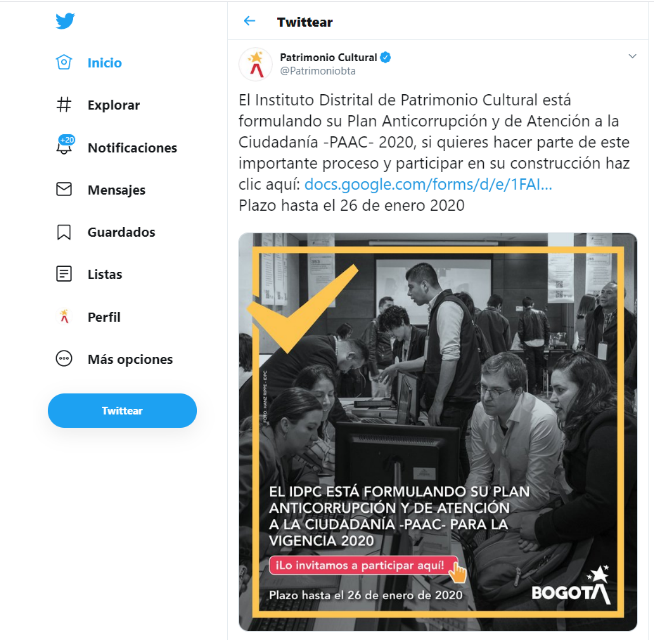 Twittear
Patrimonio Cultural
@Patrimoniobta
Inicio
Explorar
+20
Notificaciones
Mensajes
Guardados
Listas
Perfil
Más opciones
Twittear
El Instituto Distrital de Patrimonio Cultural está
formulando su Plan Anticorrupción y de Atención a la
Ciudadanía -PAAC- 2020, si quieres hacer parte de este
importante proceso y participar en su construcción haz
clic aquí: docs.google.com/forms/d/e/1FAI...
Plazo hasta el 26 de enero 2020
EL IDPC ESTÁ FORMULANDO SU PLAN
ANTICORRUPCIÓN Y DE ATENCIÓN
A LA CIUDADANÍA -PAAC- PARA LA
VIGENCIA 2020
¡Lo invitamos a participar aquí!
Plazo hasta el 26 de enero de 2020
BOGOTÁ